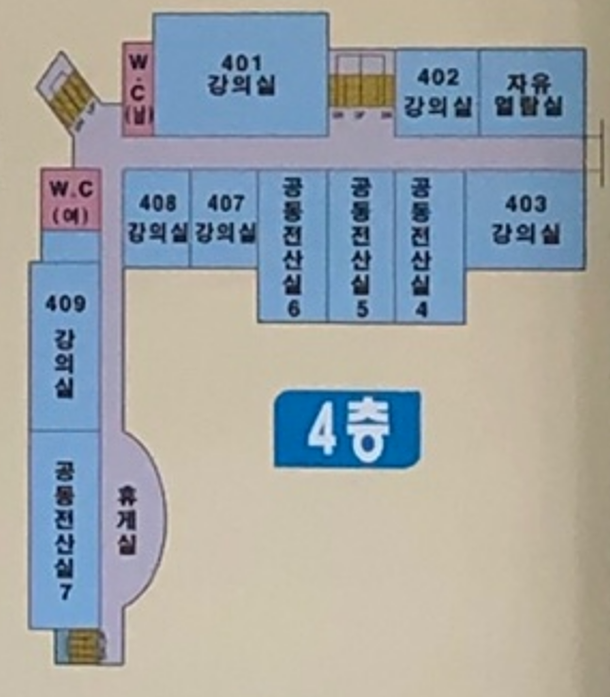 W.C
(남)
401
강의실
402
강의실
자유
열람실
W.C
(여)
408
강의실
407
강의실
공동전산실6
공동전산실5
공동전산실4
403
강의실
409
강의실
4층
공동전산실7
휴게실